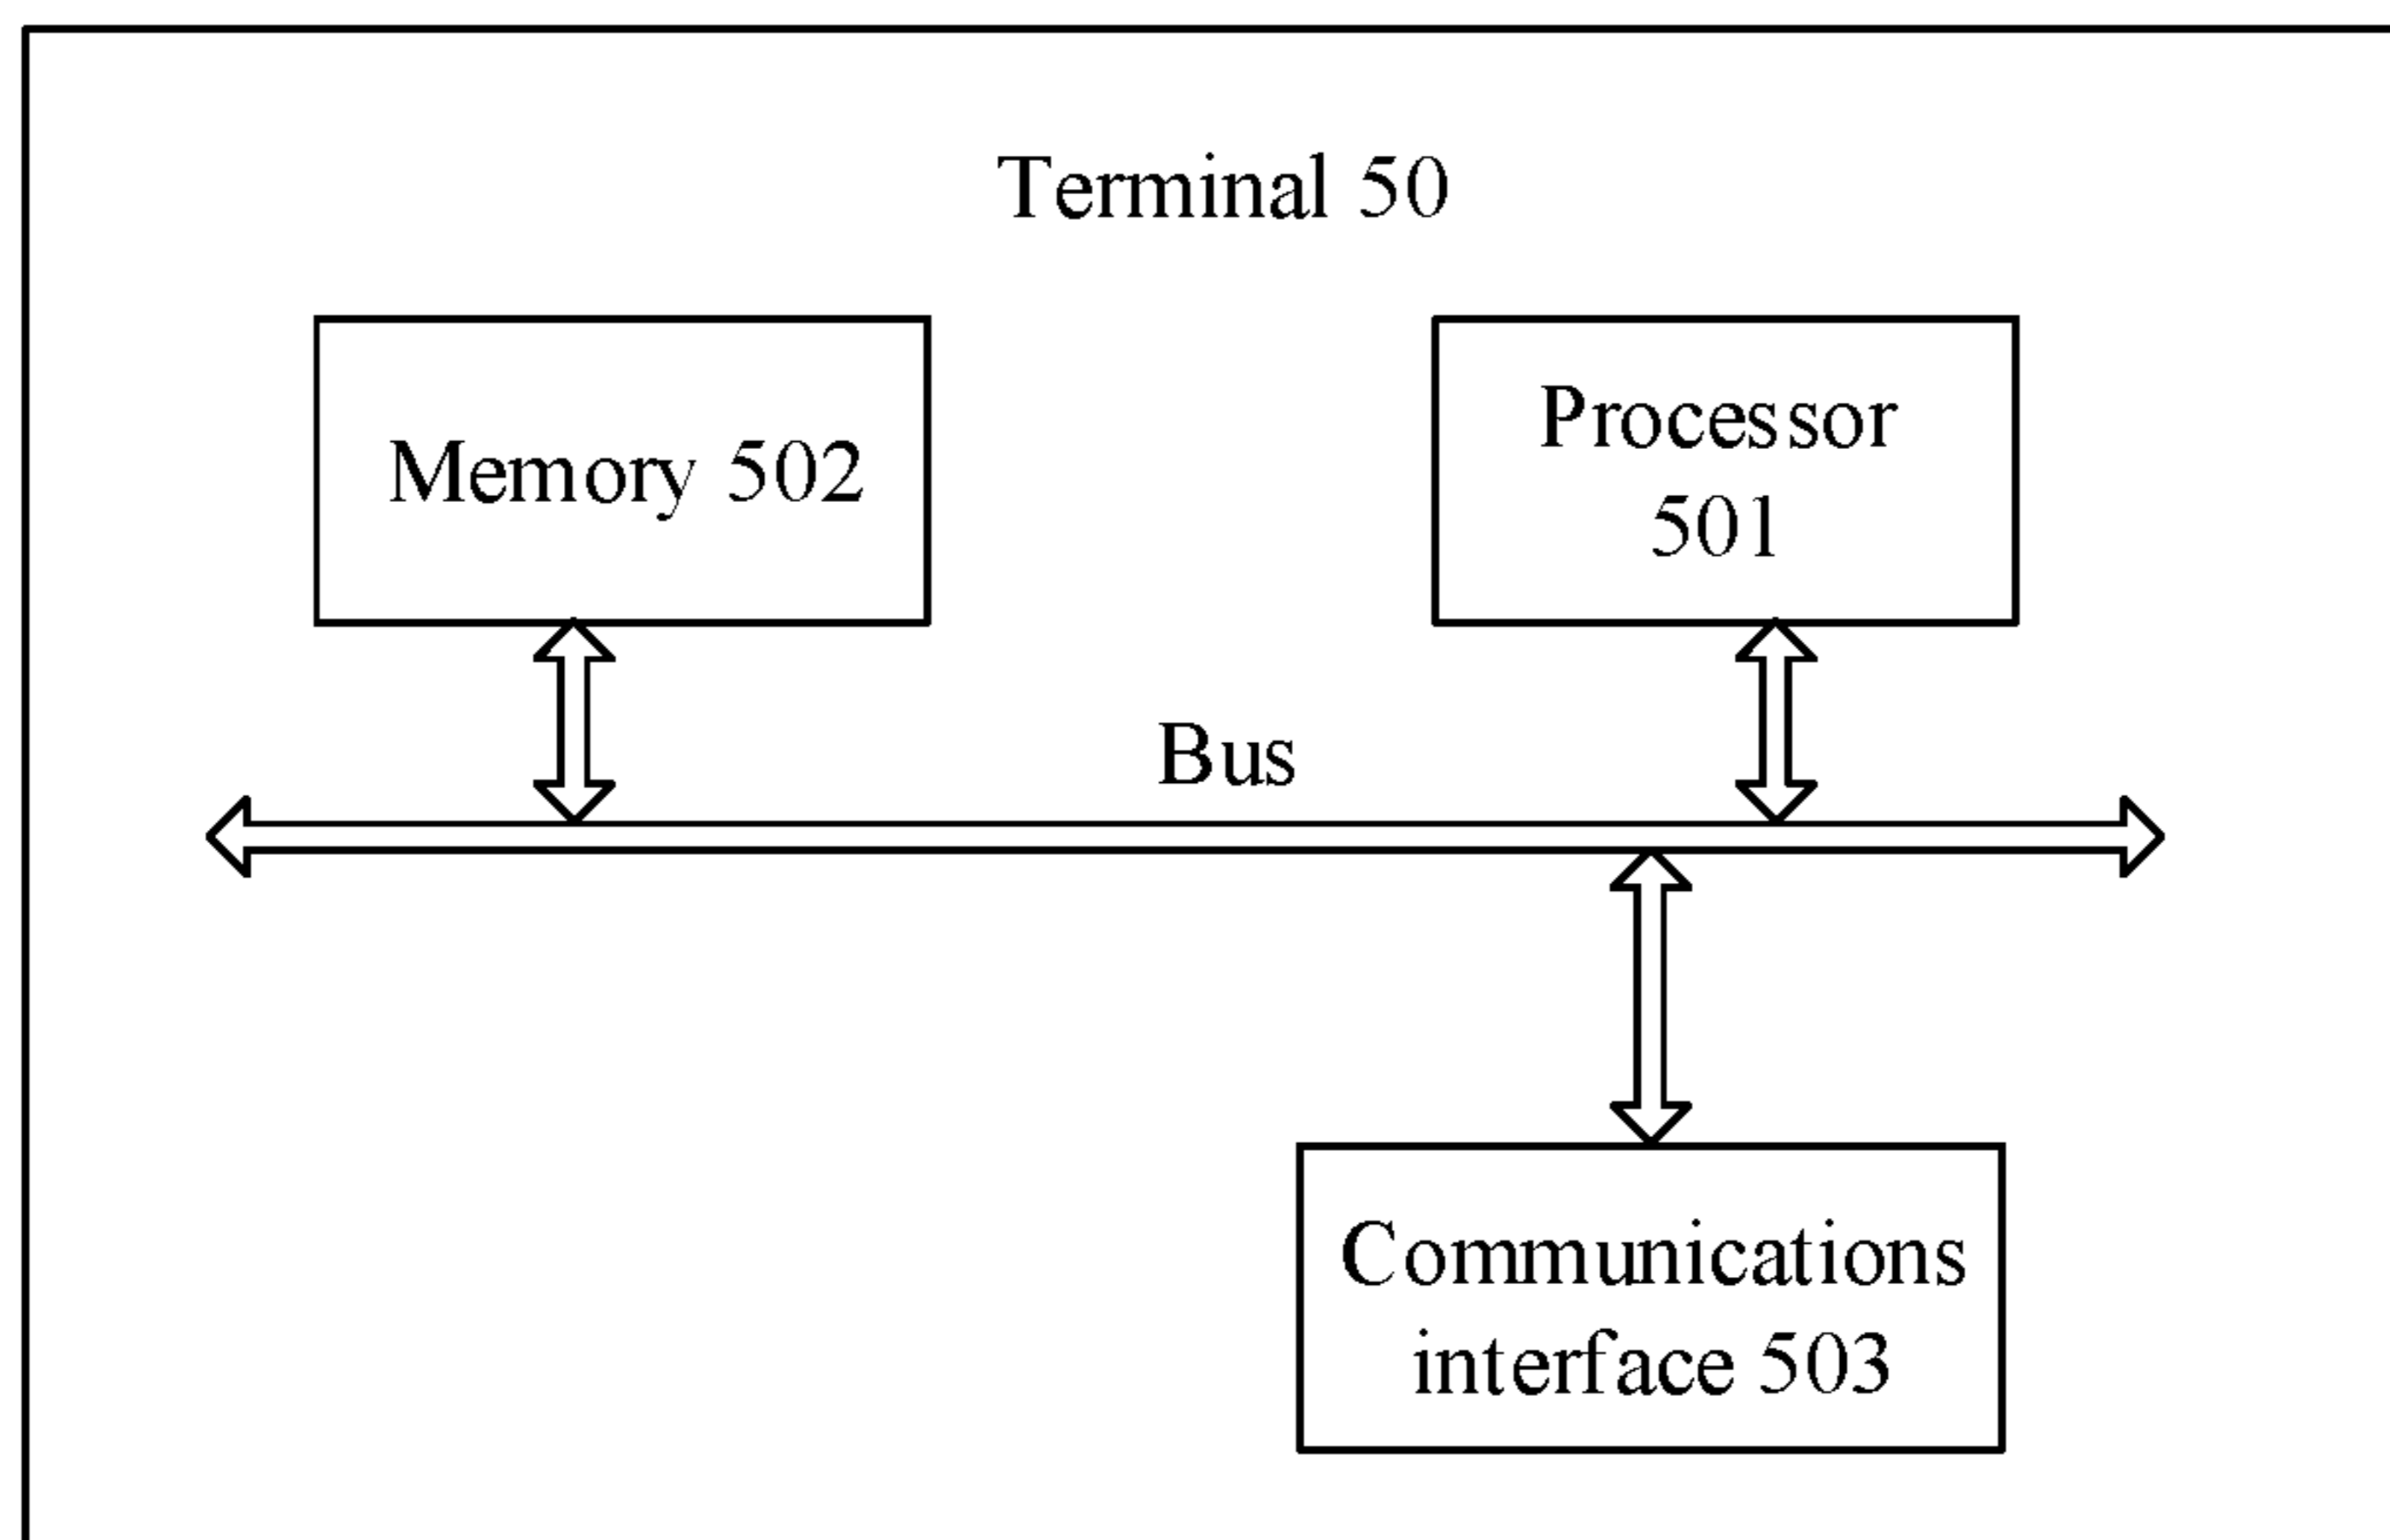 Terminal 50
Memory 502
Processor
501
Bus
Communications
interface 503